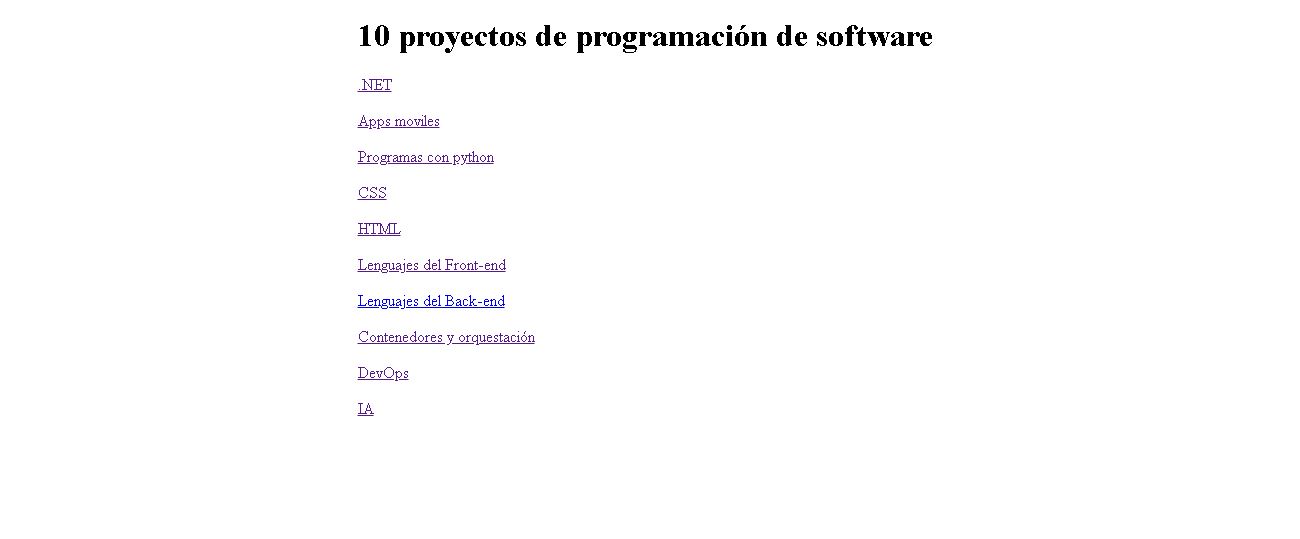 10 proyectos de programación de software
.NET
Apps moviles
Programas con python
CSS
HTML
Lenguajes del Front-end
Lenguajes del Back-end
Contenedores y orquestación
DevOps
IA